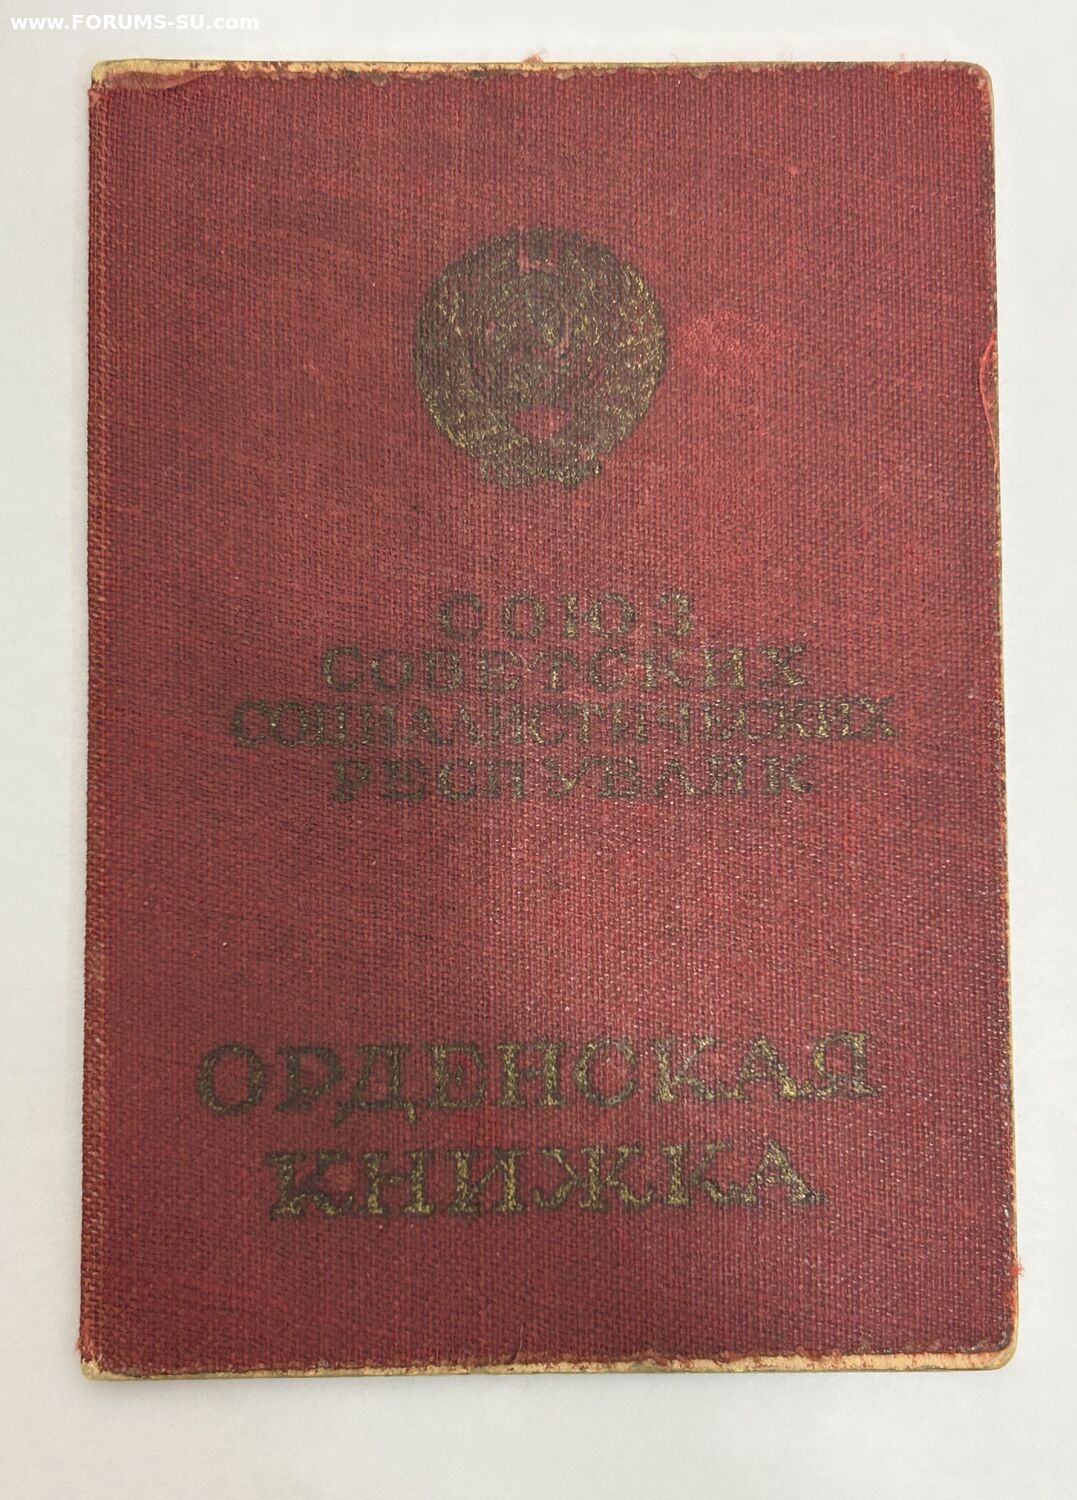 www.FORUMS-SU.com
СОЮЗ
СОВЕТСКИХ
СОЦИАЛИСТИЧЕСКИХ
РЕСПУБЛИК
ОРДЕНСКАЯ
КНИЖКА